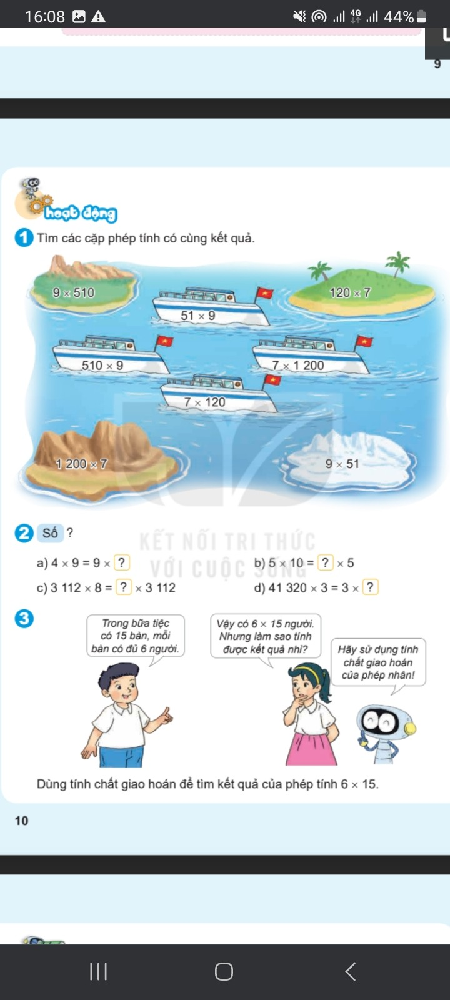 16:08 4G 44%
9
hoạt động
1 Tìm các cặp phép tính có cùng kết quả.
9 × 510
120 × 7
51 × 9
510 × 9
7 × 1 200
7 × 120
1 200 × 7
9 × 51
2 Số ?
KẾT NỐI TRI THỨC
VỚI CUỘC SỐNG
a) 4 × 9 = 9 × ?
b) 5 × 10 = ? × 5
c) 3 112 × 8 = ? × 3 112
d) 41 320 × 3 = 3 × ?
3
Trong bữa tiệc
có 15 bàn, mỗi
bàn có đủ 6 người.
Vậy có 6 × 15 người.
Nhưng làm sao tính
được kết quả nhỉ?
Hãy sử dụng tính
chất giao hoán
của phép nhân!
Dùng tính chất giao hoán để tìm kết quả của phép tính 6 × 15.
10